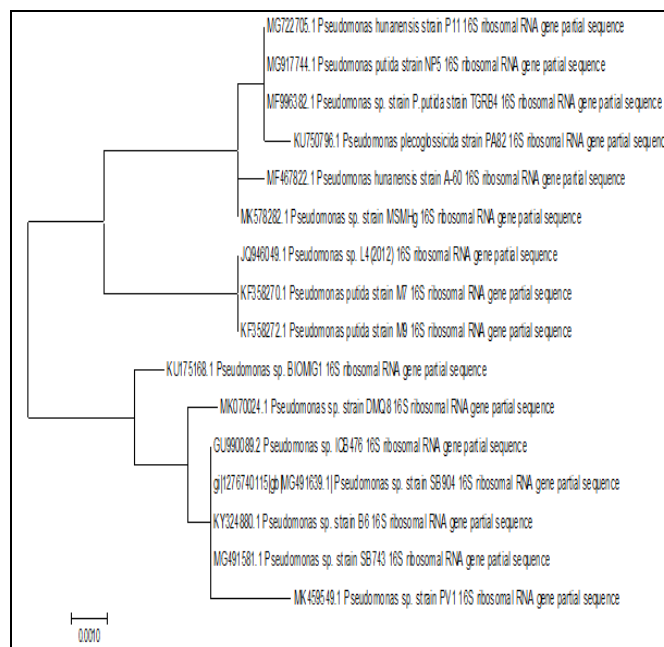 MG722705.1 Pseudomonas hunanensis strain P11 16S ribosomal RNA gene partial sequence
MG917744.1 Pseudomonas putida strain NP5 16S ribosomal RNA gene partial sequence
MF996382.1 Pseudomonas sp. strain P.putida strain TGRB4 16S ribosomal RNA gene partial sequence
KU750796.1 Pseudomonas plecoglossicida strain PA82 16S ribosomal RNA gene partial sequence
MF467822.1 Pseudomonas hunanensis strain A-60 16S ribosomal RNA gene partial sequence
MK578282.1 Pseudomonas sp. strain MSMHg 16S ribosomal RNA gene partial sequence
JQ946049.1 Pseudomonas sp. L4(2012) 16S ribosomal RNA gene partial sequence
KF358270.1 Pseudomonas putida strain M7 16S ribosomal RNA gene partial sequence
KF358272.1 Pseudomonas putida strain M9 16S ribosomal RNA gene partial sequence
KU175168.1 Pseudomonas sp. BIOMIG1 16S ribosomal RNA gene partial sequence
MK070024.1 Pseudomonas sp. strain DMQ8 16S ribosomal RNA gene partial sequence
GU990089.2 Pseudomonas sp. ICB476 16S ribosomal RNA gene partial sequence
gi|1276740115|gb|MG491639.1| Pseudomonas sp. strain SB904 16S ribosomal RNA gene partial sequence
KY324880.1 Pseudomonas sp. strain B6 16S ribosomal RNA gene partial sequence
MG491581.1 Pseudomonas sp. strain SB743 16S ribosomal RNA gene partial sequence
MK459549.1 Pseudomonas sp. strain PV1 16S ribosomal RNA gene partial sequence
0.0010